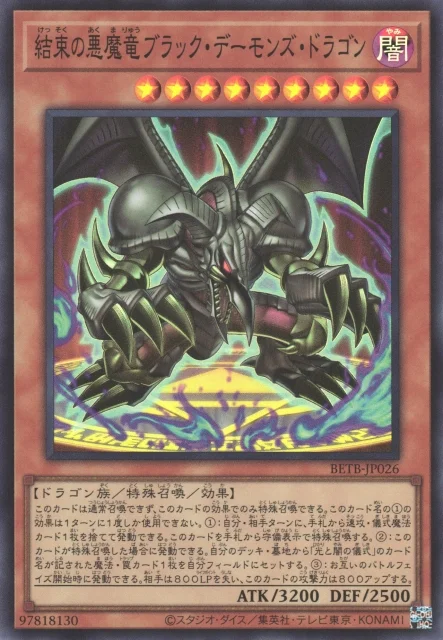 結束の悪魔竜ブラック・デーモンズ・ドラゴン
闇
BETB-JP026
【ドラゴン族／特殊召喚／効果】
このカードは通常召喚できず、このカードの効果でのみ特殊召喚できる。このカード名の①の
効果は1ターンに1度しか使用できない。①：自分・相手ターンに、手札から速攻・儀式魔法
カード1枚を捨てて発動できる。このカードを手札から守備表示で特殊召喚する。②：この
カードが特殊召喚した場合に発動できる。自分のデッキ・墓地から「光と闇の儀式」のカード
名が記された魔法・罠カード1枚を自分フィールドにセットする。③：お互いのバトルフェ
イズ開始時に発動できる。相手は800LPを失い、このカードの攻撃力は800アップする。
ATK/3200 DEF/2500
97818130
©スタジオ・ダイス／集英社・テレビ東京・KONAMI